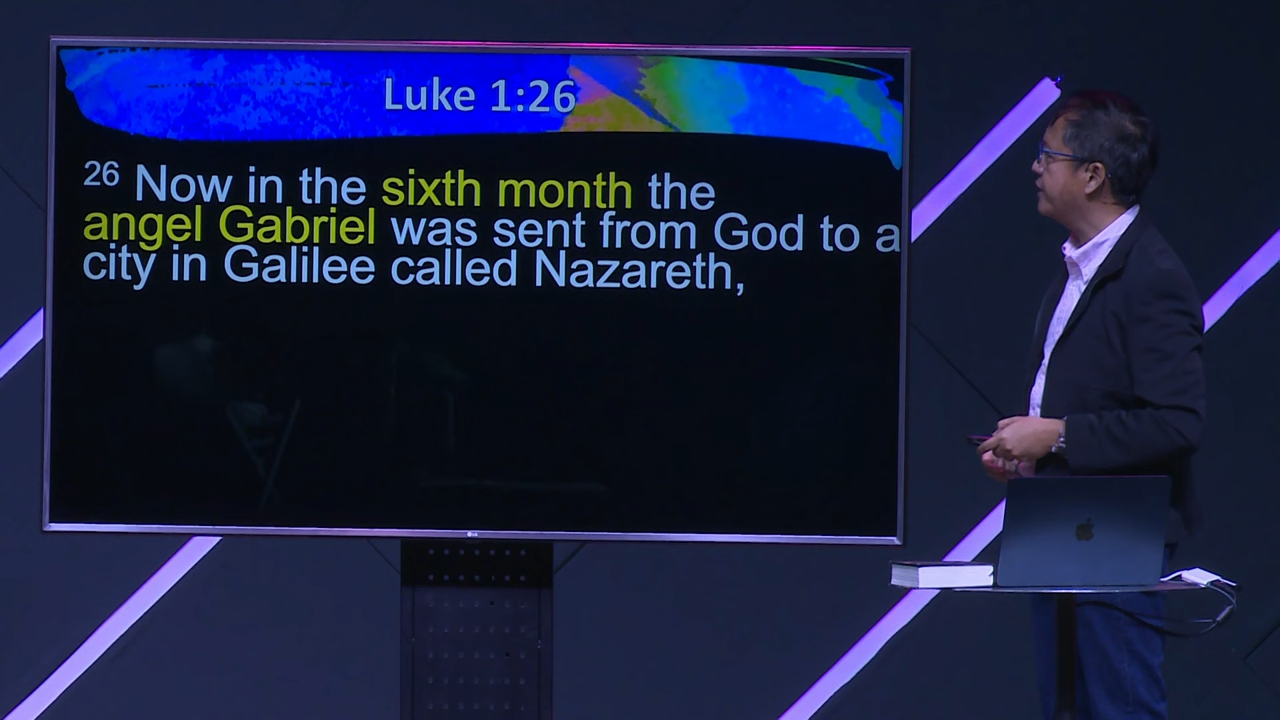 Luke 1:26
26 Now in the sixth month the
angel Gabriel was sent from God to a
city in Galilee called Nazareth,